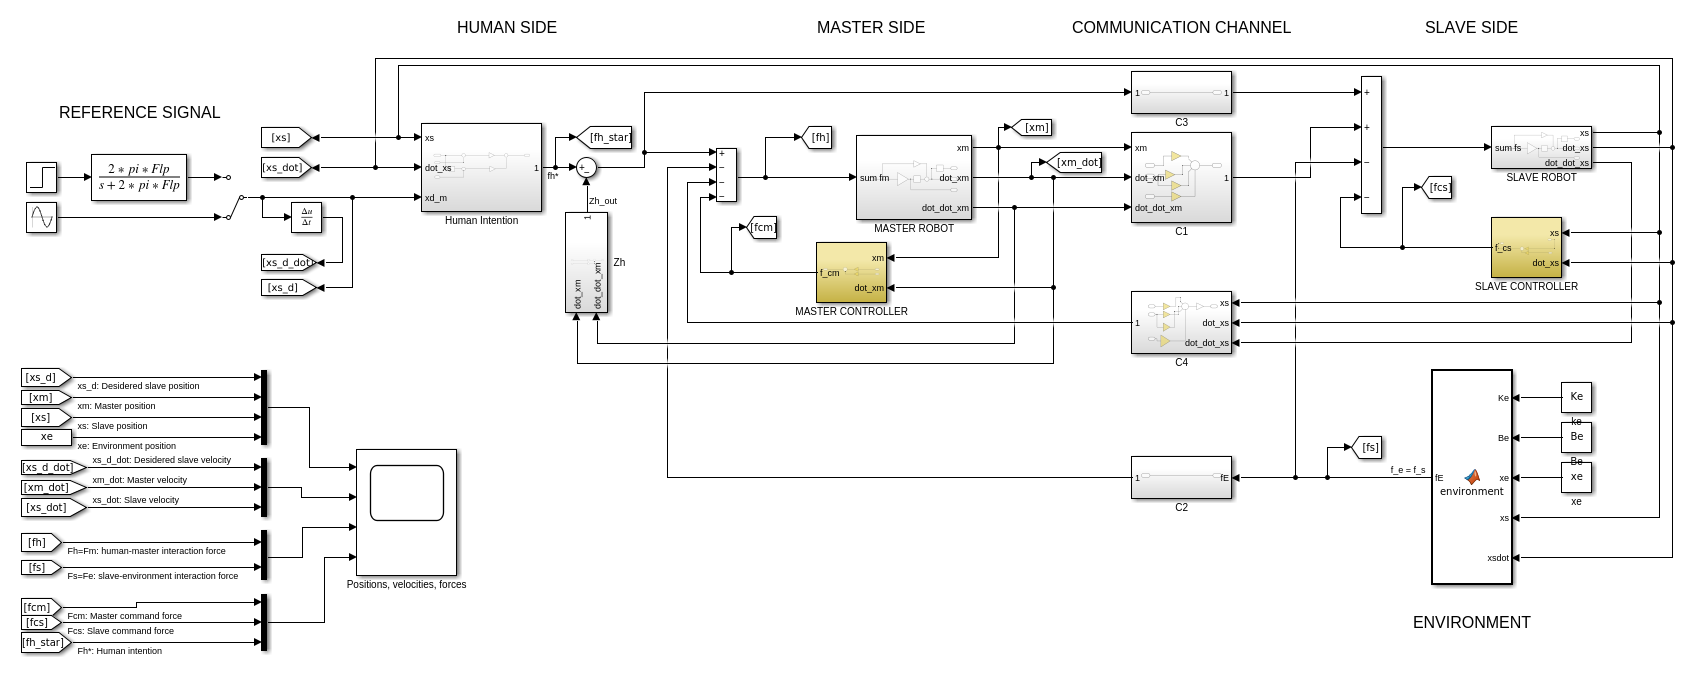 HUMAN SIDE
MASTER SIDE
COMMUNICATION CHANNEL
SLAVE SIDE
REFERENCE SIGNAL
2 * pi * Flp
s + 2 * pi * Flp
Δu
Δt
[xs]
[xs_dot]
[xs_d_dot]
[xs_d]
xs
dot_xs
xd_m
1
Human Intention
fh*
[fh_star]
+
−
Zh_out
1
dot_xm
dot_dot_xm
Zh
+
−
−
−
[fh]
[fcm]
sum fm
xm
dot_xm
dot_dot_xm
MASTER ROBOT
f_cm
xm
dot_xm
MASTER CONTROLLER
[xm]
[xm_dot]
1
1
C3
xm
dot_xm
dot_dot_xm
1
C1
1
xs
dot_xs
dot_dot_xs
C4
1
fE
C2
+
+
−
−
[fcs]
sum fs
xs
dot_xs
dot_dot_xs
SLAVE ROBOT
f_cs
xs
dot_xs
SLAVE CONTROLLER
[fs]
f_e = f_s
fE
environment
Ke
Be
xe
xs
xsdot
Ke
ke
Be
Be
xe
xe
ENVIRONMENT
[xs_d]
xs_d: Desidered slave position
[xm]
xm: Master position
[xs]
xs: Slave position
xe
xe: Environment position
[xs_d_dot]
xs_d_dot: Desidered slave velocity
[xm_dot]
xm_dot: Master velocity
[xs_dot]
xs_dot: Slave velocity
[fh]
Fh=Fm: human-master interaction force
[fs]
Fs=Fe: slave-environment interaction force
[fcm]
Fcm: Master command force
[fcs]
Fcs: Slave command force
[fh_star]
Fh*: Human intention
Positions, velocities, forces